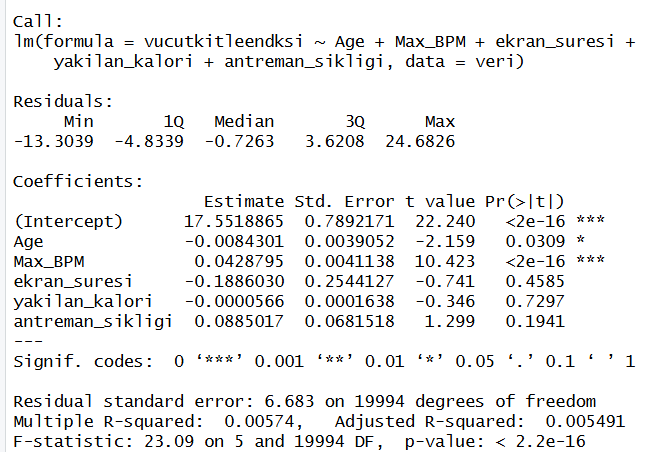 Call:
lm(formula = vucutkitleendksi ~ Age + Max_BPM + ekran_suresi +
    yakilan_kalori + antreman_sikligi, data = veri)

Residuals:
     Min       1Q   Median       3Q      Max
-13.3039  -4.8339  -0.7263   3.6208  24.6826

Coefficients:
                   Estimate Std. Error t value Pr(>|t|)
(Intercept)      17.5518865  0.7892171  22.240   <2e-16 ***
Age              -0.0084301  0.0039052  -2.159   0.0309 *
Max_BPM           0.0428795  0.0041138  10.423   <2e-16 ***
ekran_suresi     -0.1886030  0.2544127  -0.741   0.4585
yakilan_kalori   -0.0000566  0.0001638  -0.346   0.7297
antreman_sikligi  0.0885017  0.0681518   1.299   0.1941
---
Signif. codes:  0 ‘***’ 0.001 ‘**’ 0.01 ‘*’ 0.05 ‘.’ 0.1 ‘ ’ 1

Residual standard error: 6.683 on 19994 degrees of freedom
Multiple R-squared:  0.00574,	Adjusted R-squared:  0.005491
F-statistic: 23.09 on 5 and 19994 DF,  p-value: < 2.2e-16